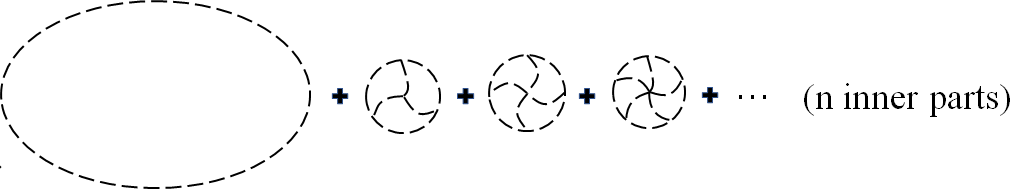 + + + + ··· (n inner parts)